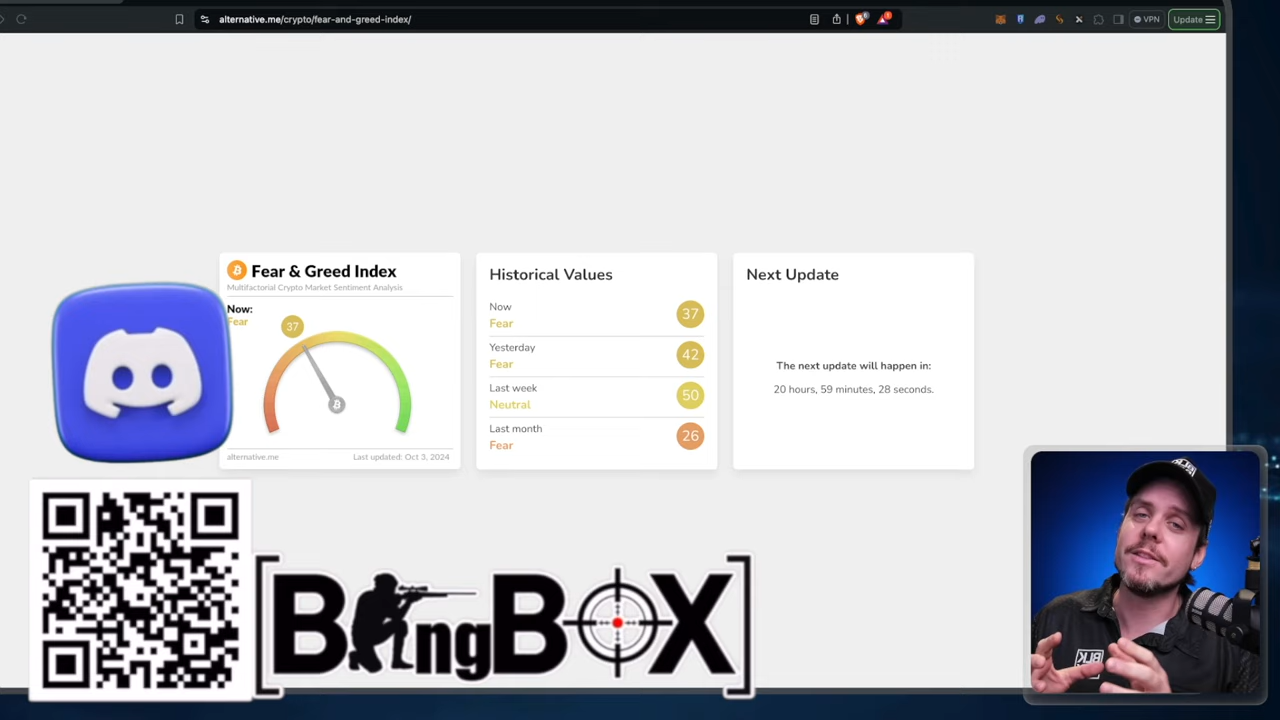 alternative.me/crypto/fear-and-greed-index/
VPN
Update
Fear & Greed Index
Multifactorial Crypto Market Sentiment Analysis
Now:
Fear
37
alternative.me
Last updated: Oct 3, 2024
Historical Values
Now
Fear
37
Yesterday
Fear
42
Last week
Neutral
50
Last month
Fear
26
Next Update
The next update will happen in:
20 hours, 59 minutes, 28 seconds.
[BangBOX]
BLK